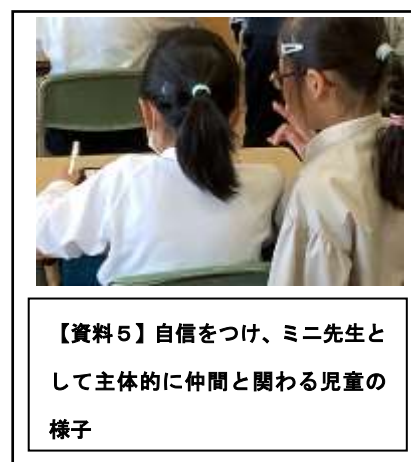 【資料５】自信をつけ、ミニ先生と
して主体的に仲間と関わる児童の
様子